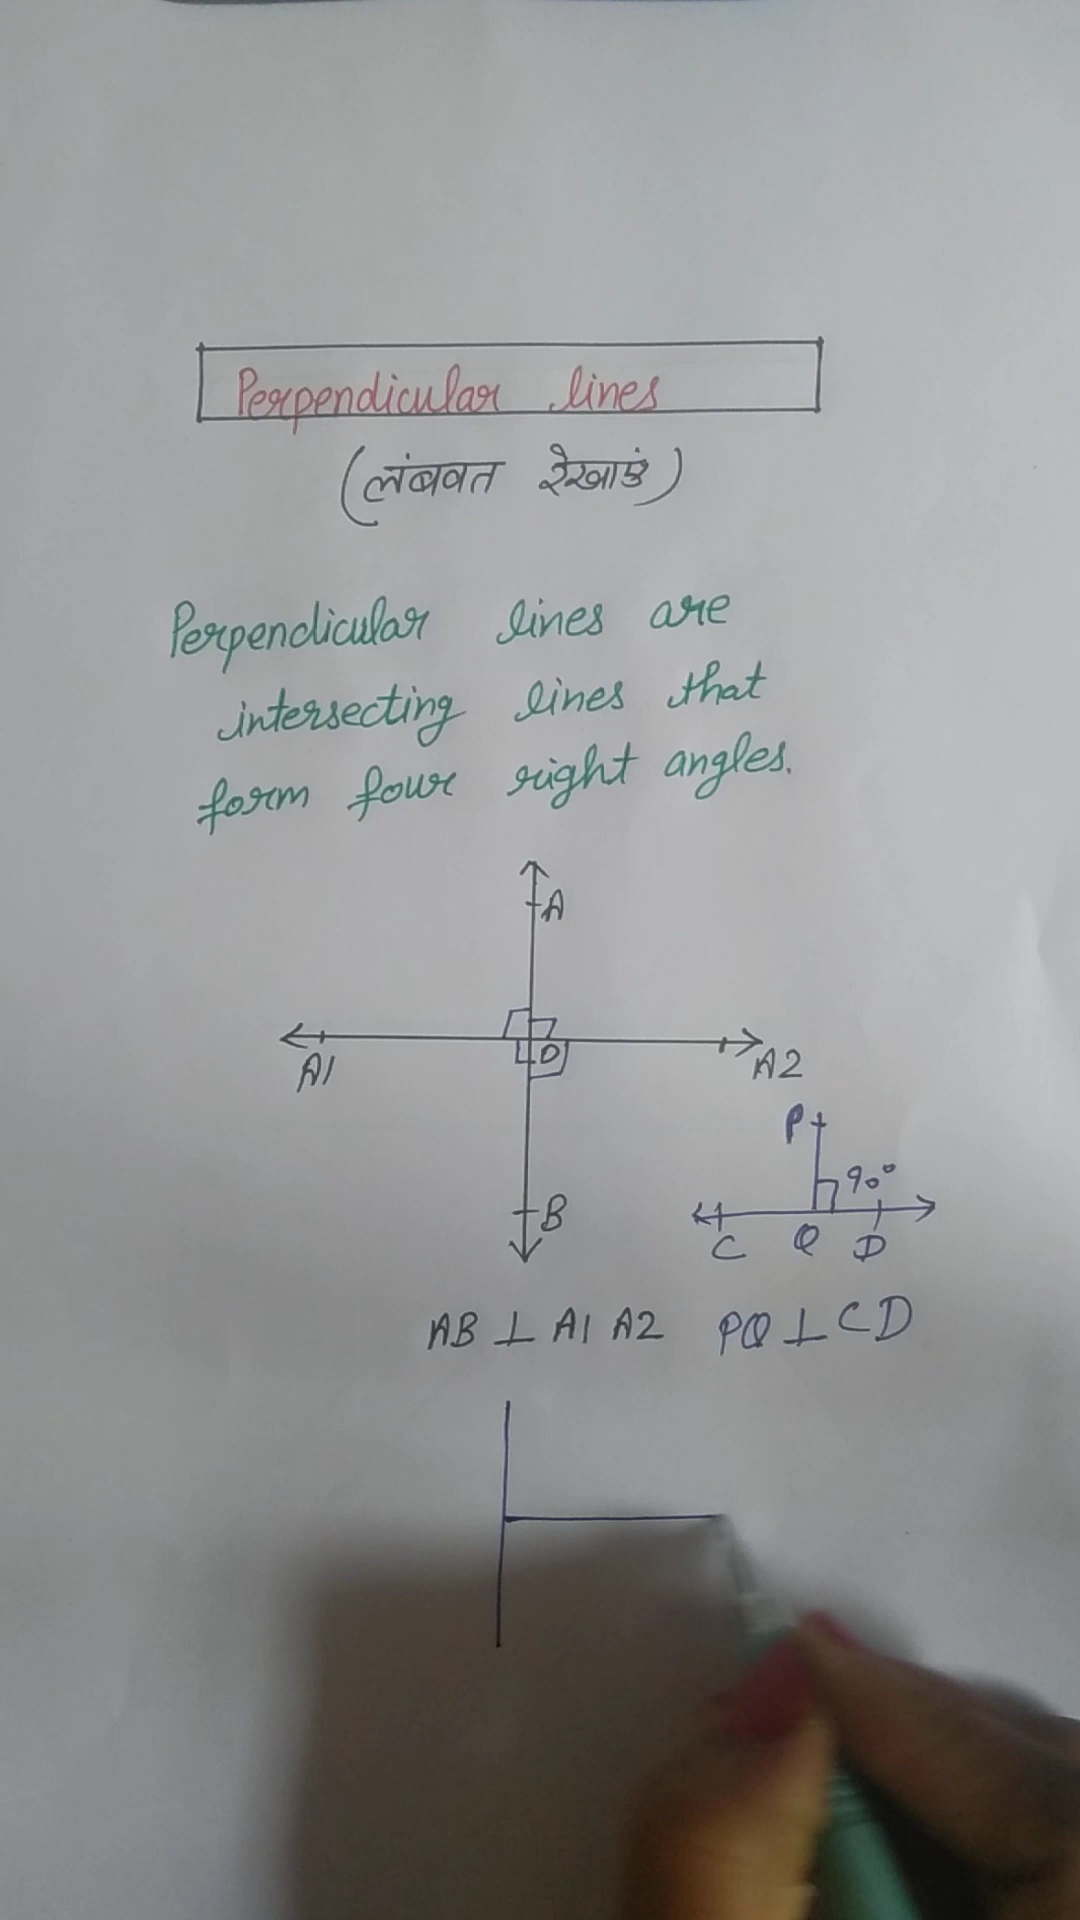 Perpendicular lines
(लंबवत रेखाएं)
Perpendicular lines are
intersecting lines that
form four right angles.
A
A1
O
A2
B
P
90°
C Q D
AB ⊥ A1 A2
PQ ⊥ CD